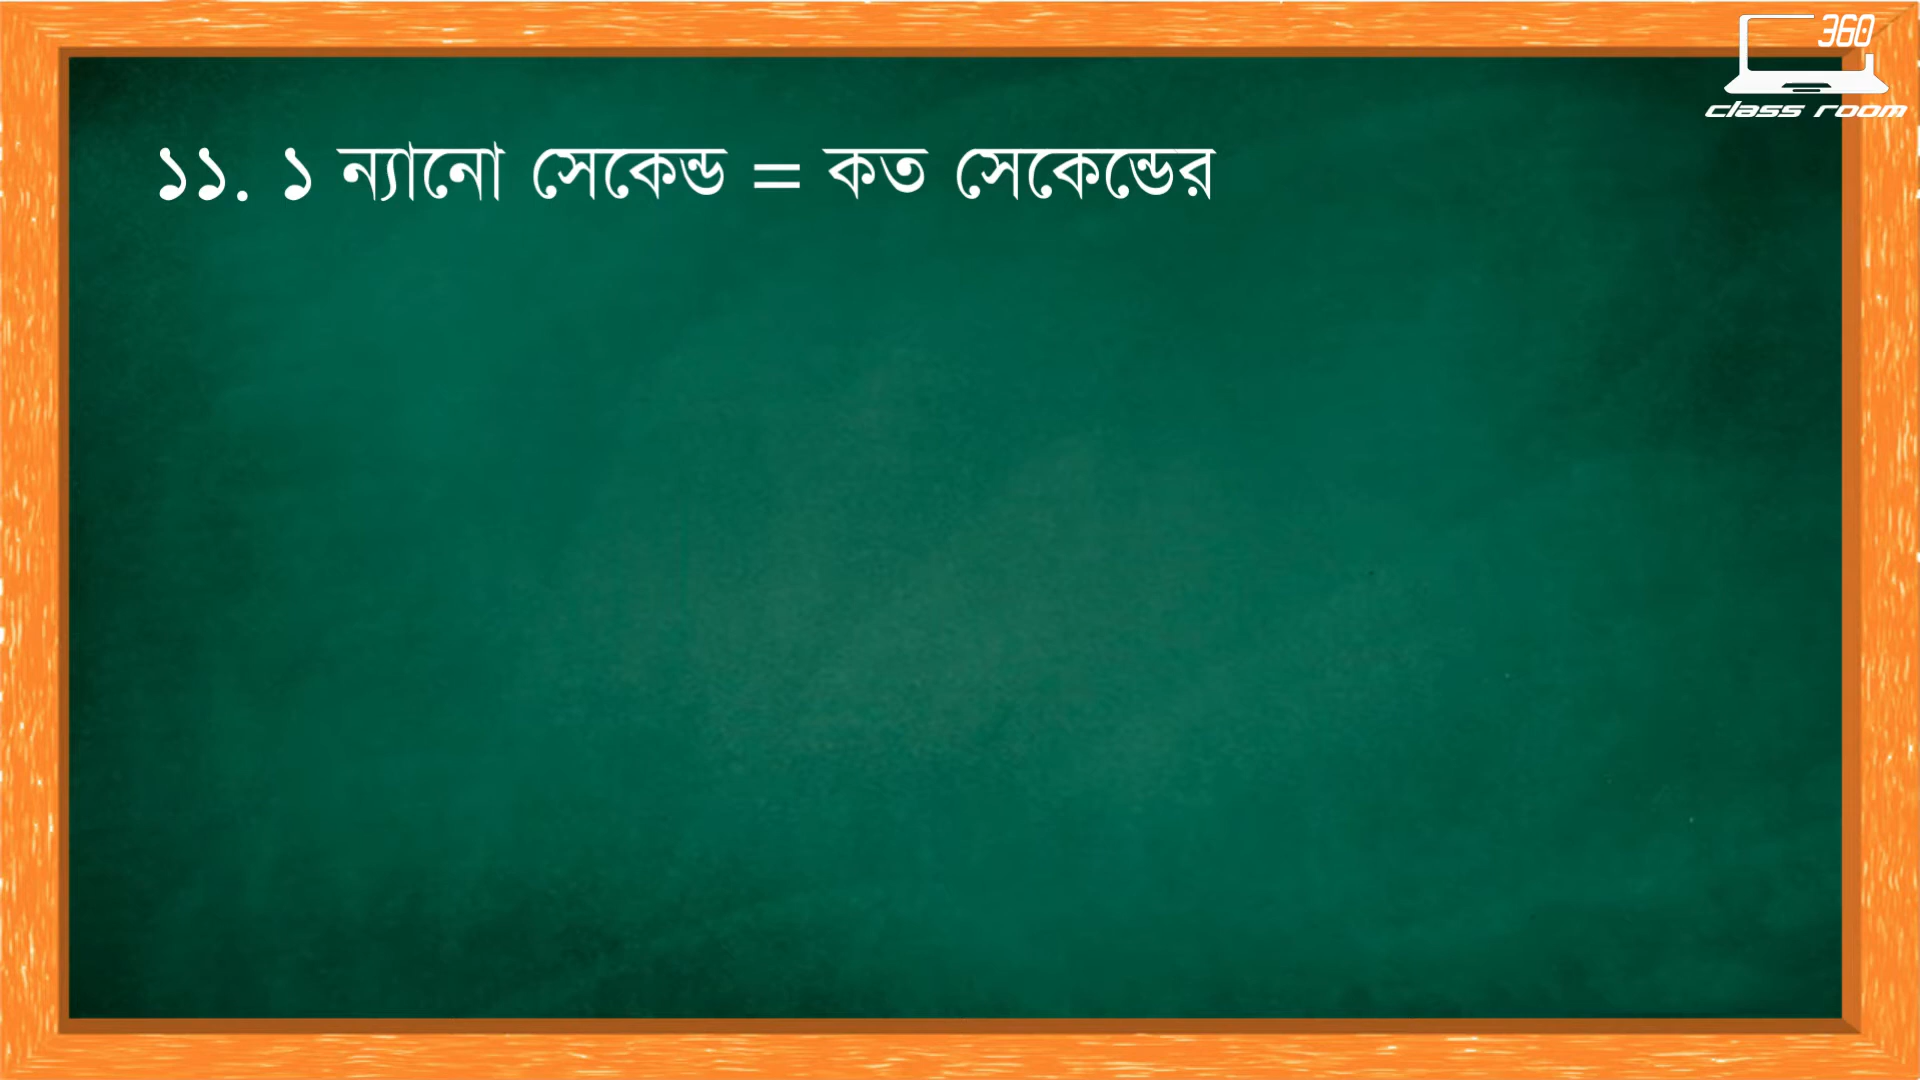 360
class room
১১. ১ ন্যানো সেকেন্ড = কত সেকেন্ডের